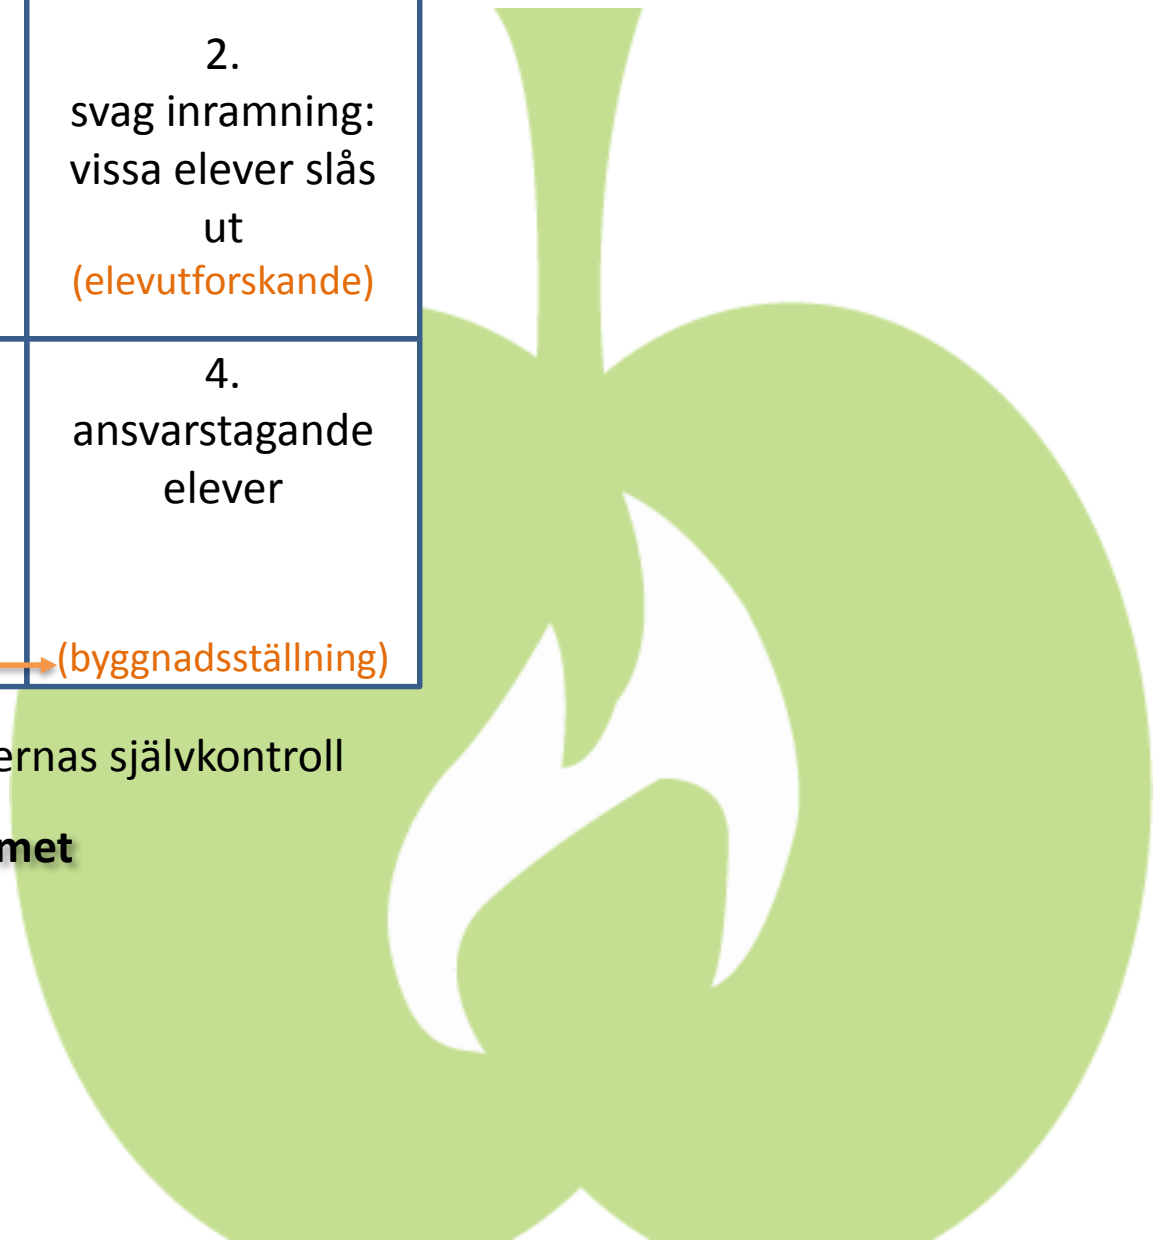 2.
svag inramning:
vissa elever slås
ut
(elevutforskande)
4.
ansvarstagande
elever
(byggnadsställning)
ernas självkontroll
met